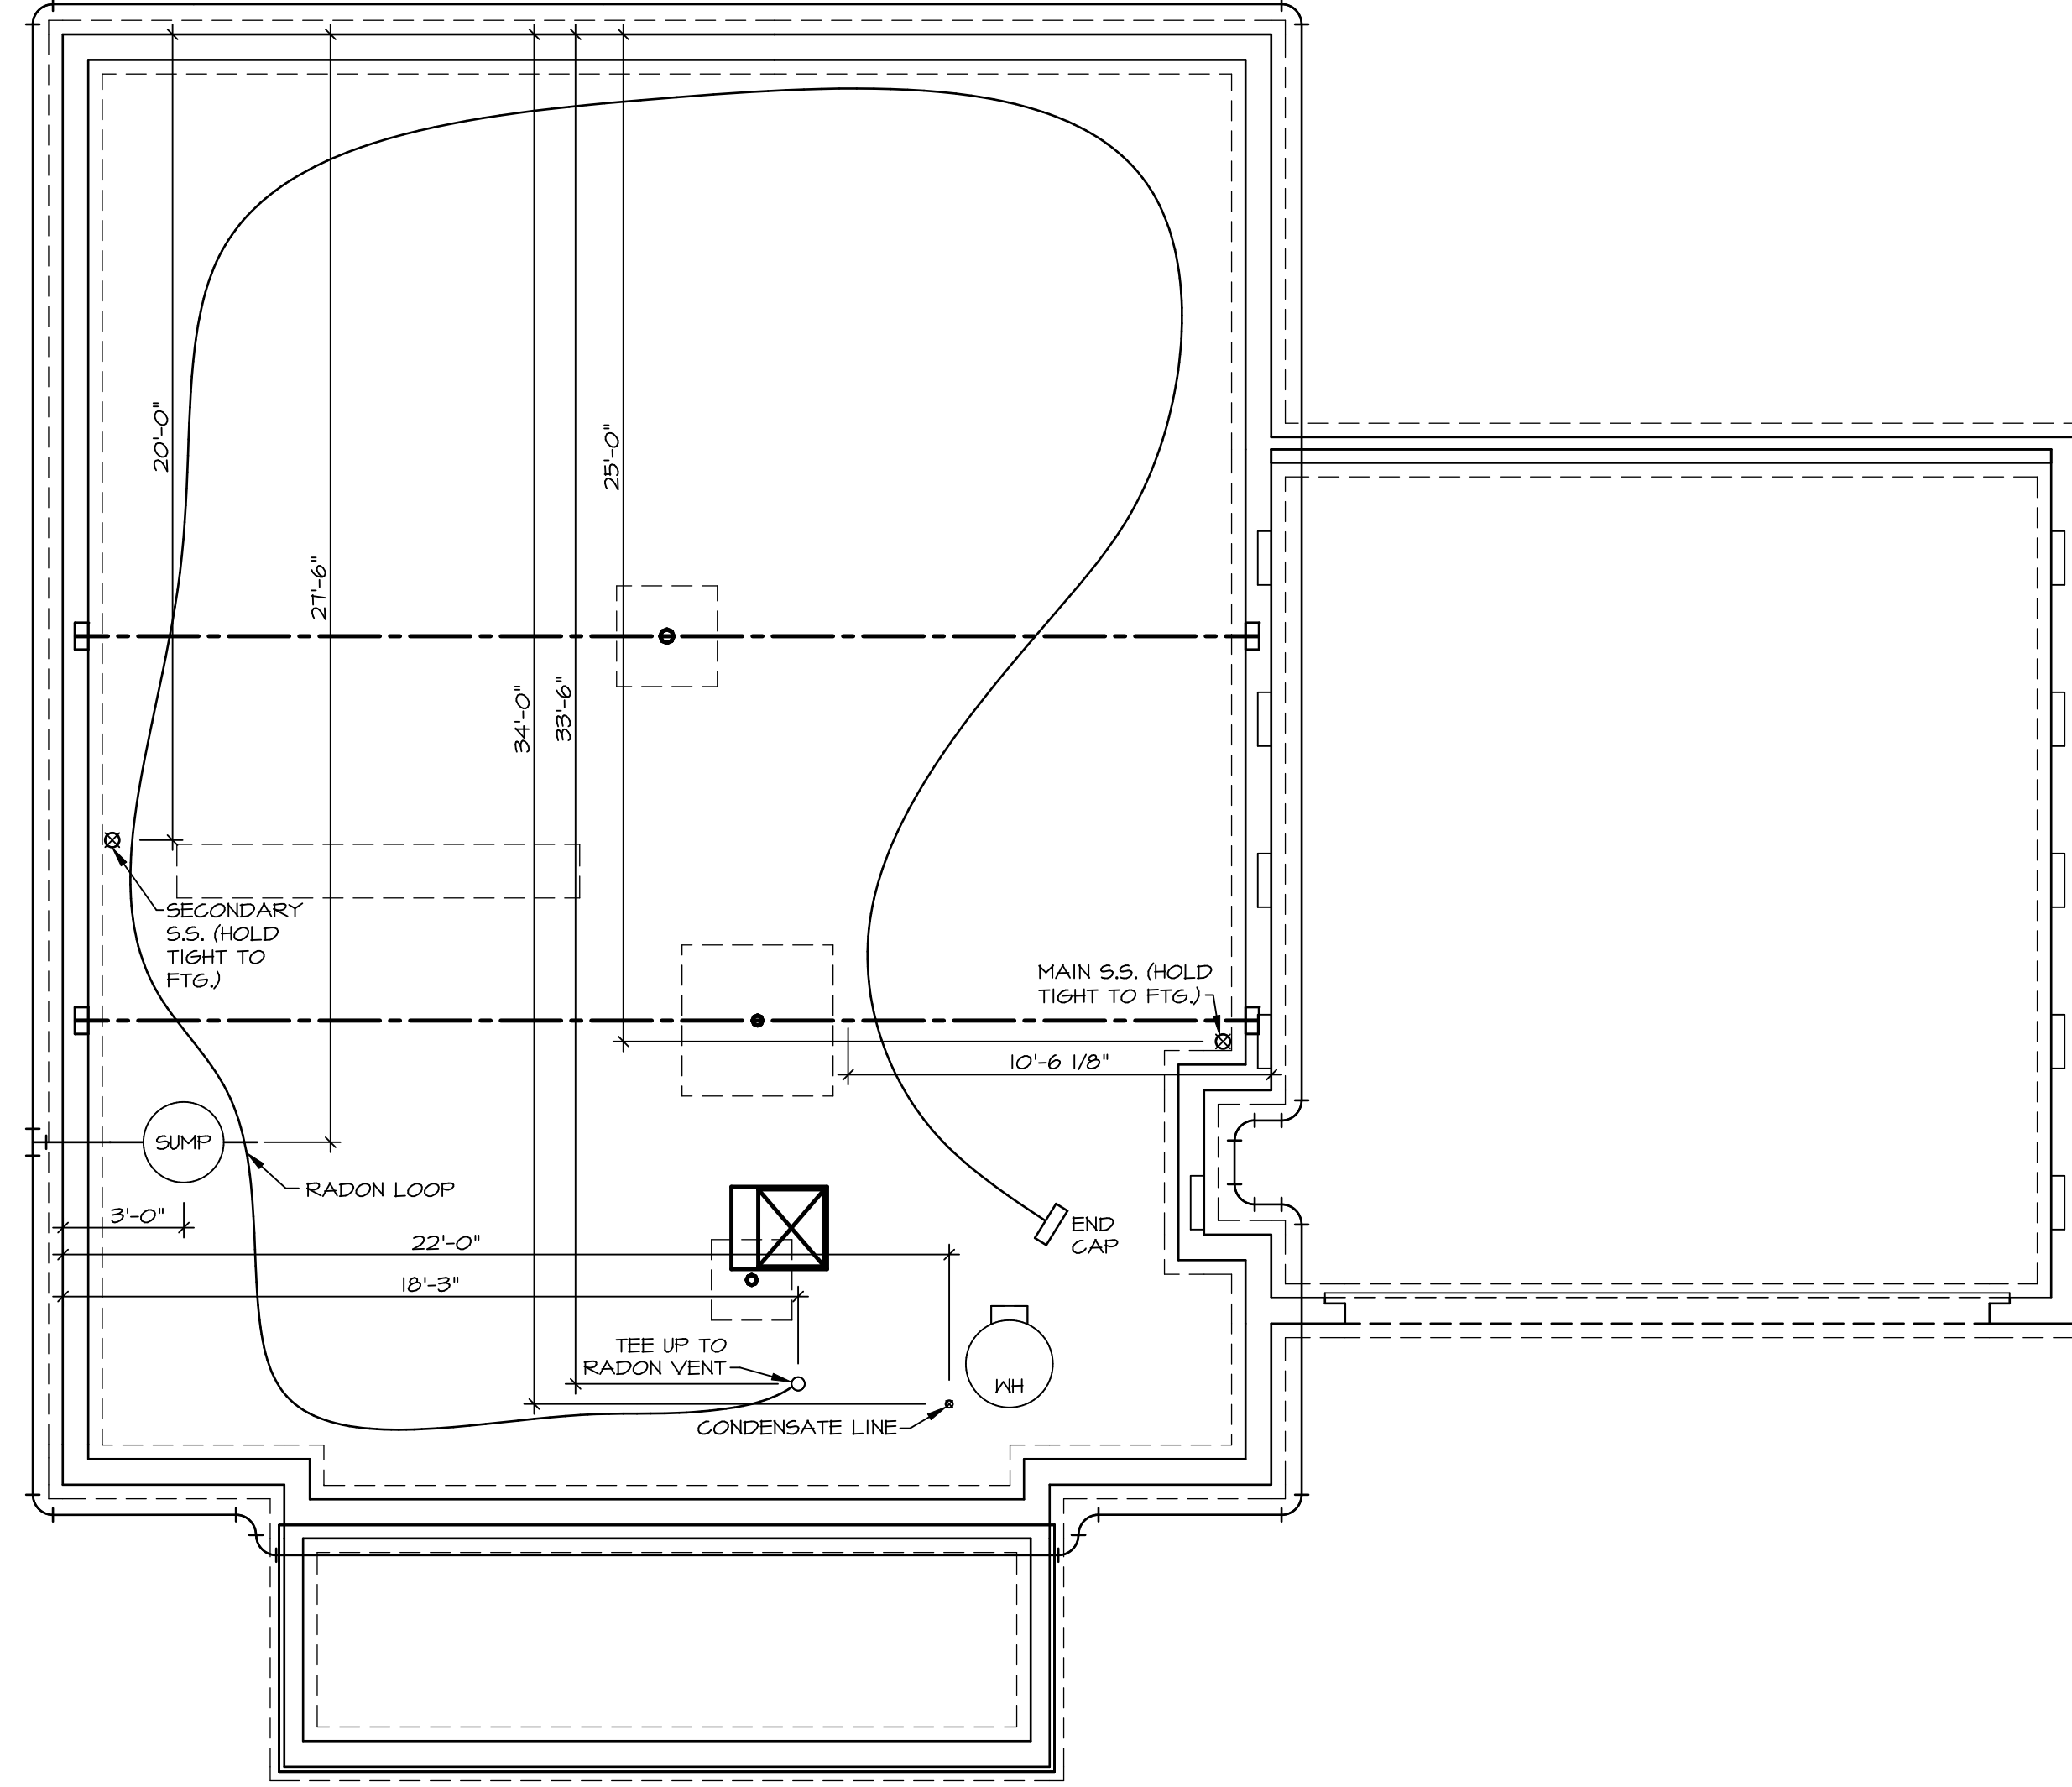 20'-0"
25'-0"
27'-6"
34'-0"
33'-6"
SECONDARY
S.S. (HOLD
TIGHT TO
FTG.)
MAIN S.S. (HOLD
TIGHT TO FTG.)
10'-6 1/8"
SUMP
RADON LOOP
3'-0"
22'-0"
18'-3"
END
CAP
TEE UP TO
RADON VENT
WH
CONDENSATE LINE